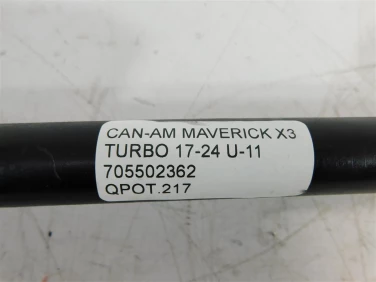 CAN-AM MAVERICK X3
TURBO 17-24 U-11
705502362
QPOT.217